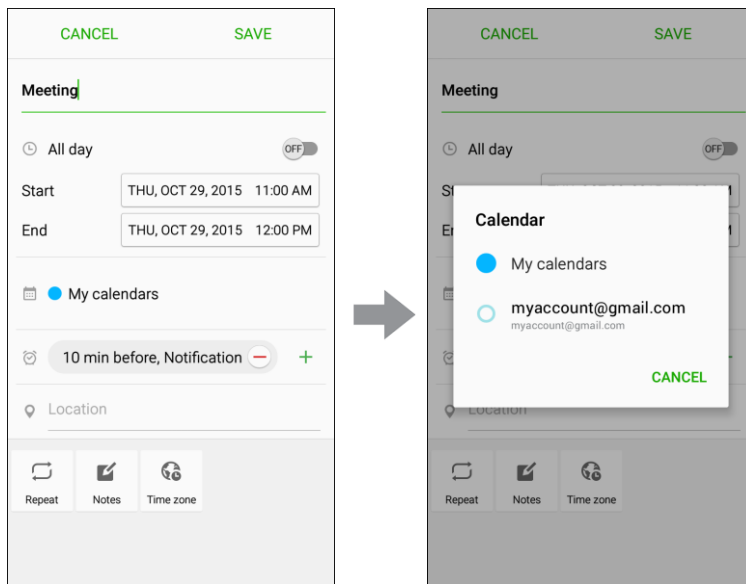 CANCEL SAVE
Meeting
All day OFF
Start THU, OCT 29, 2015 11:00 AM
End THU, OCT 29, 2015 12:00 PM
My calendars
10 min before, Notification
Location
Repeat Notes Time zone
CANCEL SAVE
Meeting
All day OFF
Calendar
My calendars
myaccount@gmail.com
myaccount@gmail.com
CANCEL
Location
Repeat Notes Time zone